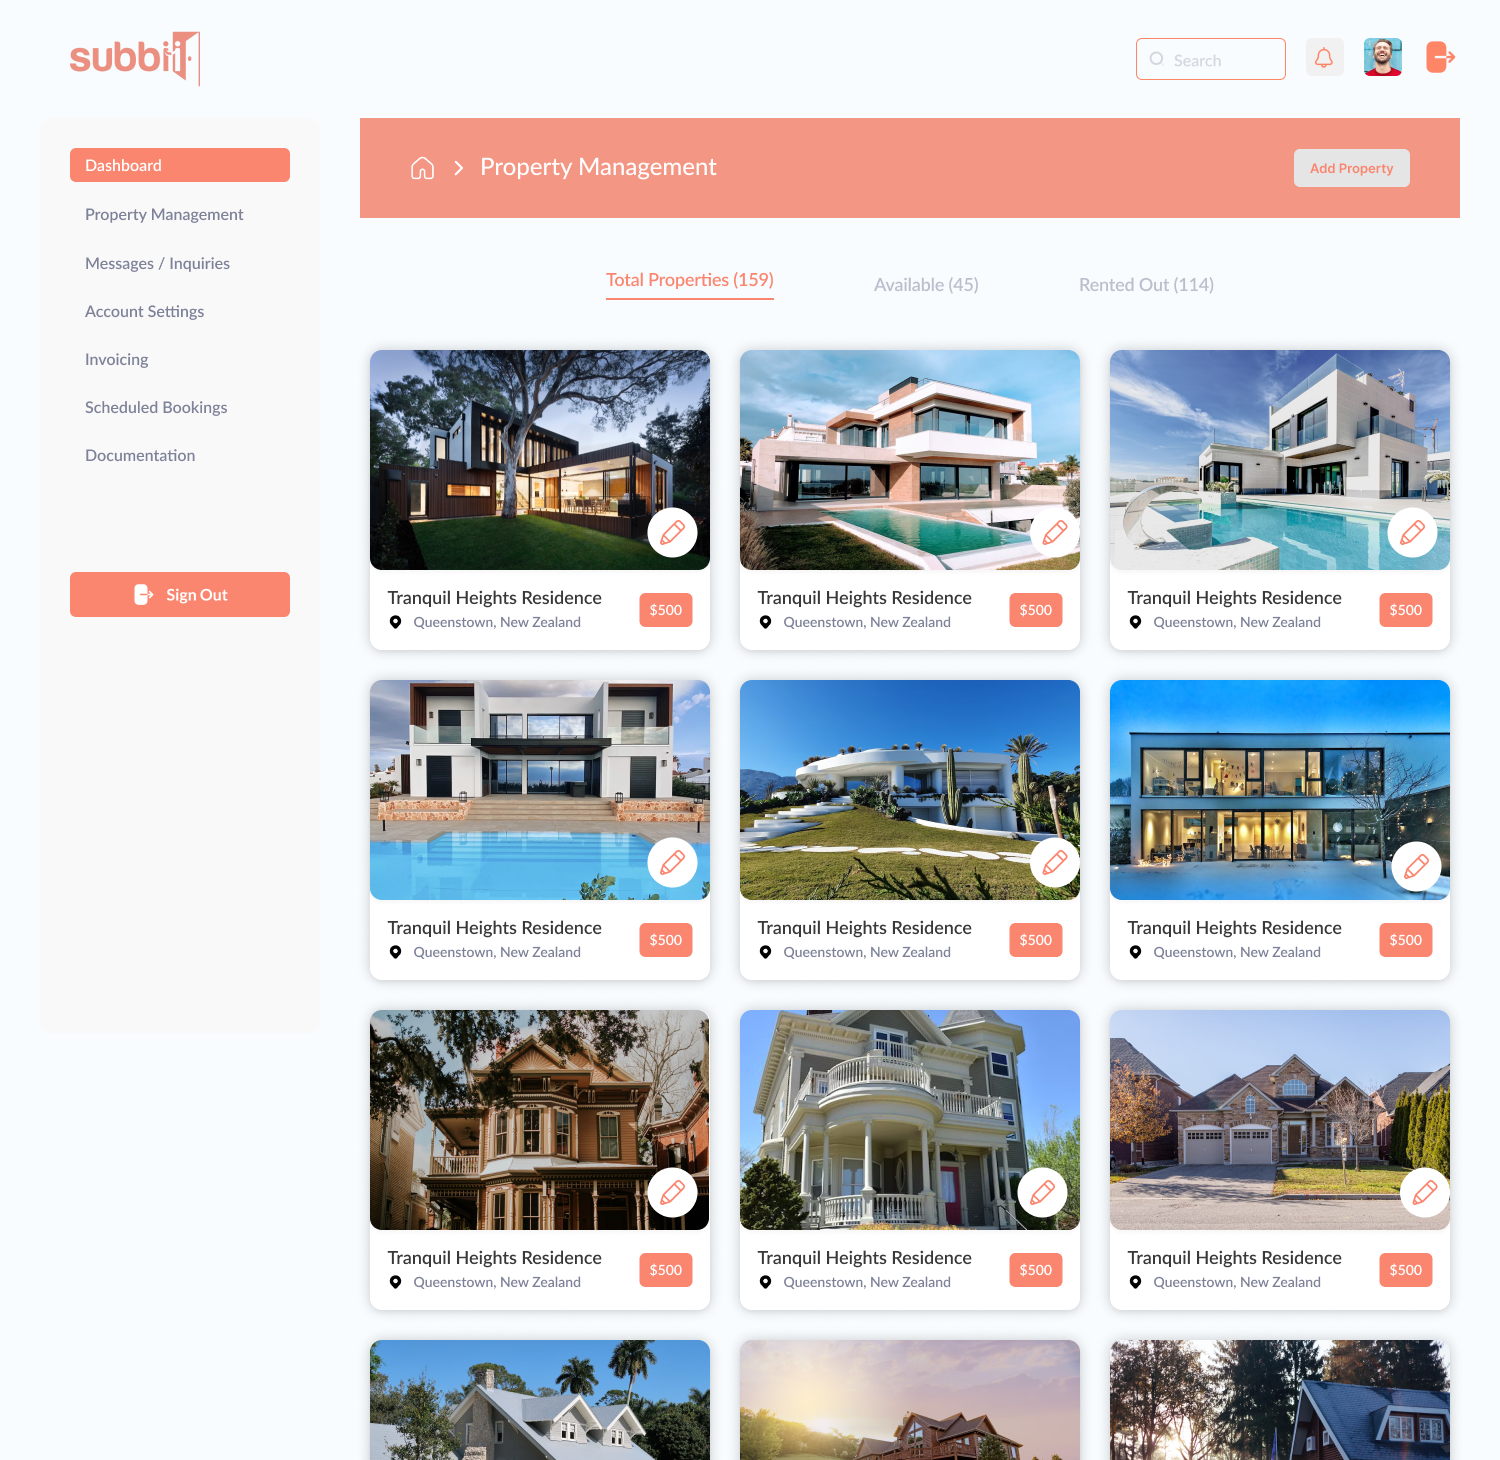 subbit
Search
Dashboard
Property Management
Messages / Inquiries
Account Settings
Invoicing
Scheduled Bookings
Documentation
Sign Out
Property Management
Add Property
Total Properties (159)
Available (45)
Rented Out (114)
Tranquil Heights Residence
Queenstown, New Zealand
$500
Tranquil Heights Residence
Queenstown, New Zealand
$500
Tranquil Heights Residence
Queenstown, New Zealand
$500
Tranquil Heights Residence
Queenstown, New Zealand
$500
Tranquil Heights Residence
Queenstown, New Zealand
$500
Tranquil Heights Residence
Queenstown, New Zealand
$500
Tranquil Heights Residence
Queenstown, New Zealand
$500
Tranquil Heights Residence
Queenstown, New Zealand
$500
Tranquil Heights Residence
Queenstown, New Zealand
$500